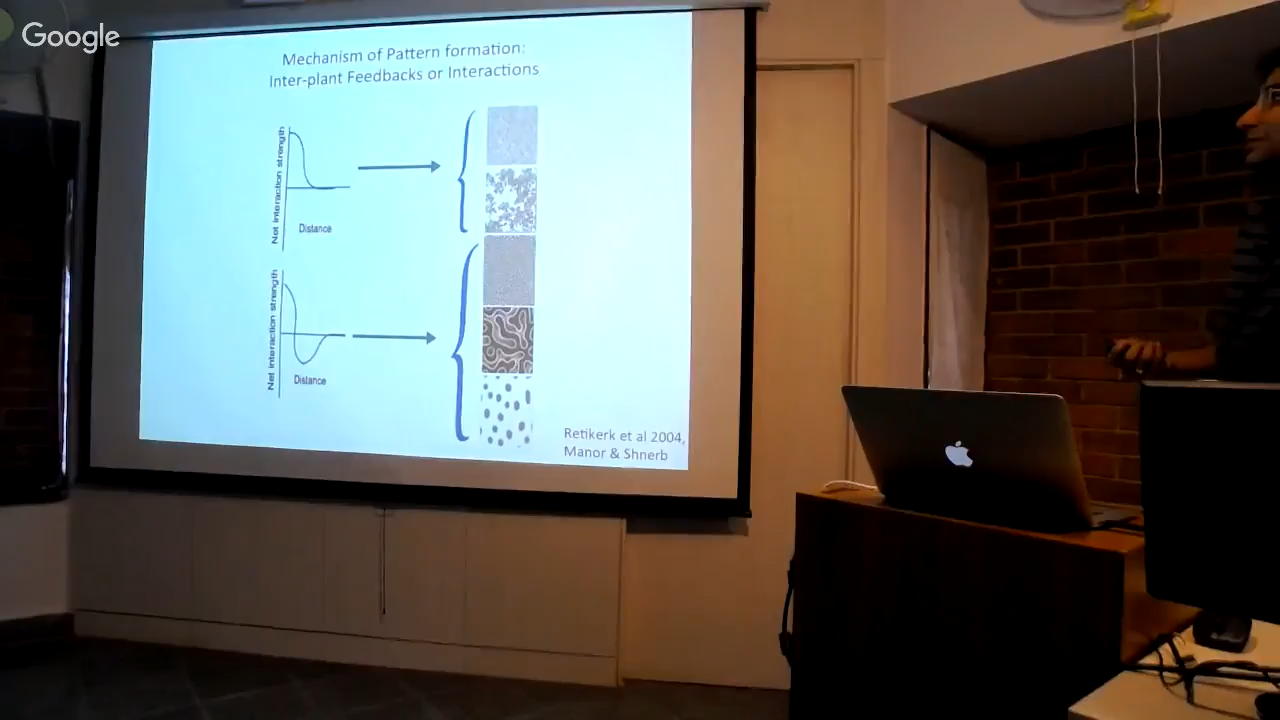 Google
Mechanism of Pattern formation:
Inter-plant Feedbacks or Interactions
Net interaction strength
Distance
Net interaction strength
Distance
Retikerk et al 2004,
Manor & Shnerb